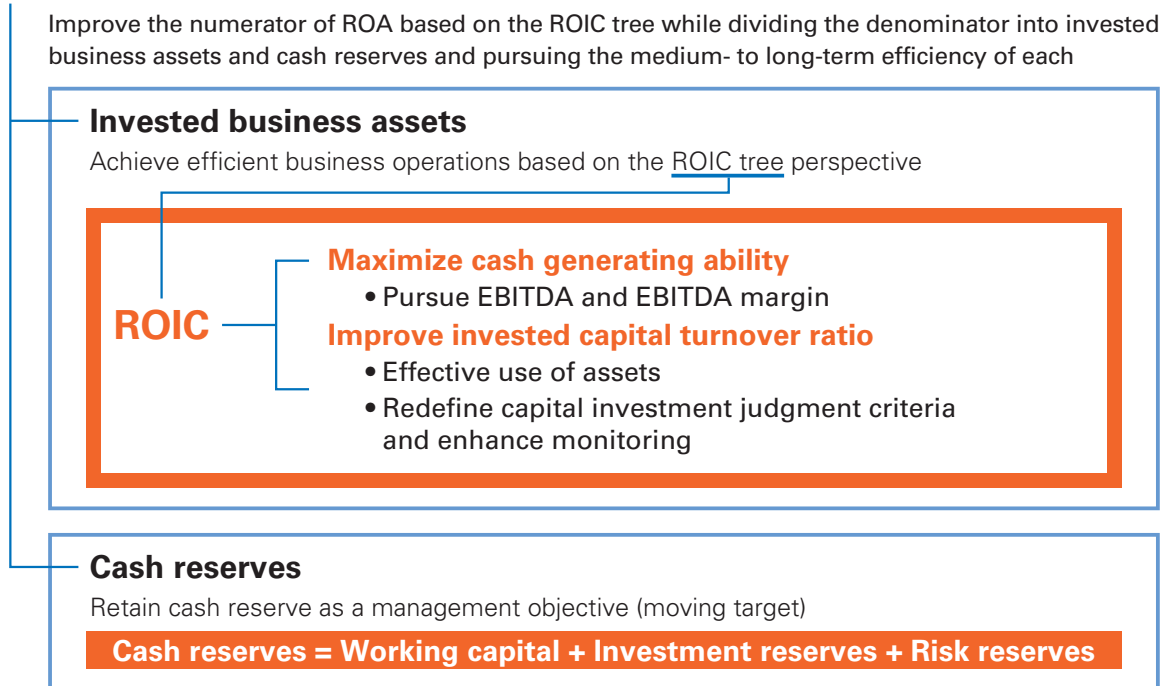 Improve the numerator of ROA based on the ROIC tree while dividing the denominator into invested
business assets and cash reserves and pursuing the medium- to long-term efficiency of each
Invested business assets
Achieve efficient business operations based on the ROIC tree perspective
ROIC
Maximize cash generating ability
• Pursue EBITDA and EBITDA margin
Improve invested capital turnover ratio
• Effective use of assets
• Redefine capital investment judgment criteria
and enhance monitoring
Cash reserves
Retain cash reserve as a management objective (moving target)
Cash reserves = Working capital + Investment reserves + Risk reserves